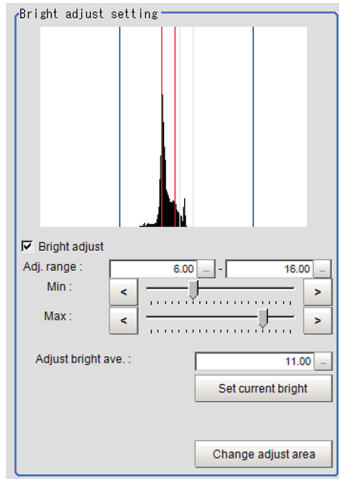 Bright adjust setting
Bright adjust
Adj. range : 6.00 ... - 16.00 ...
Min : < >
Max : < >
Adjust bright ave. : 11.00 ...
Set current bright
Change adjust area